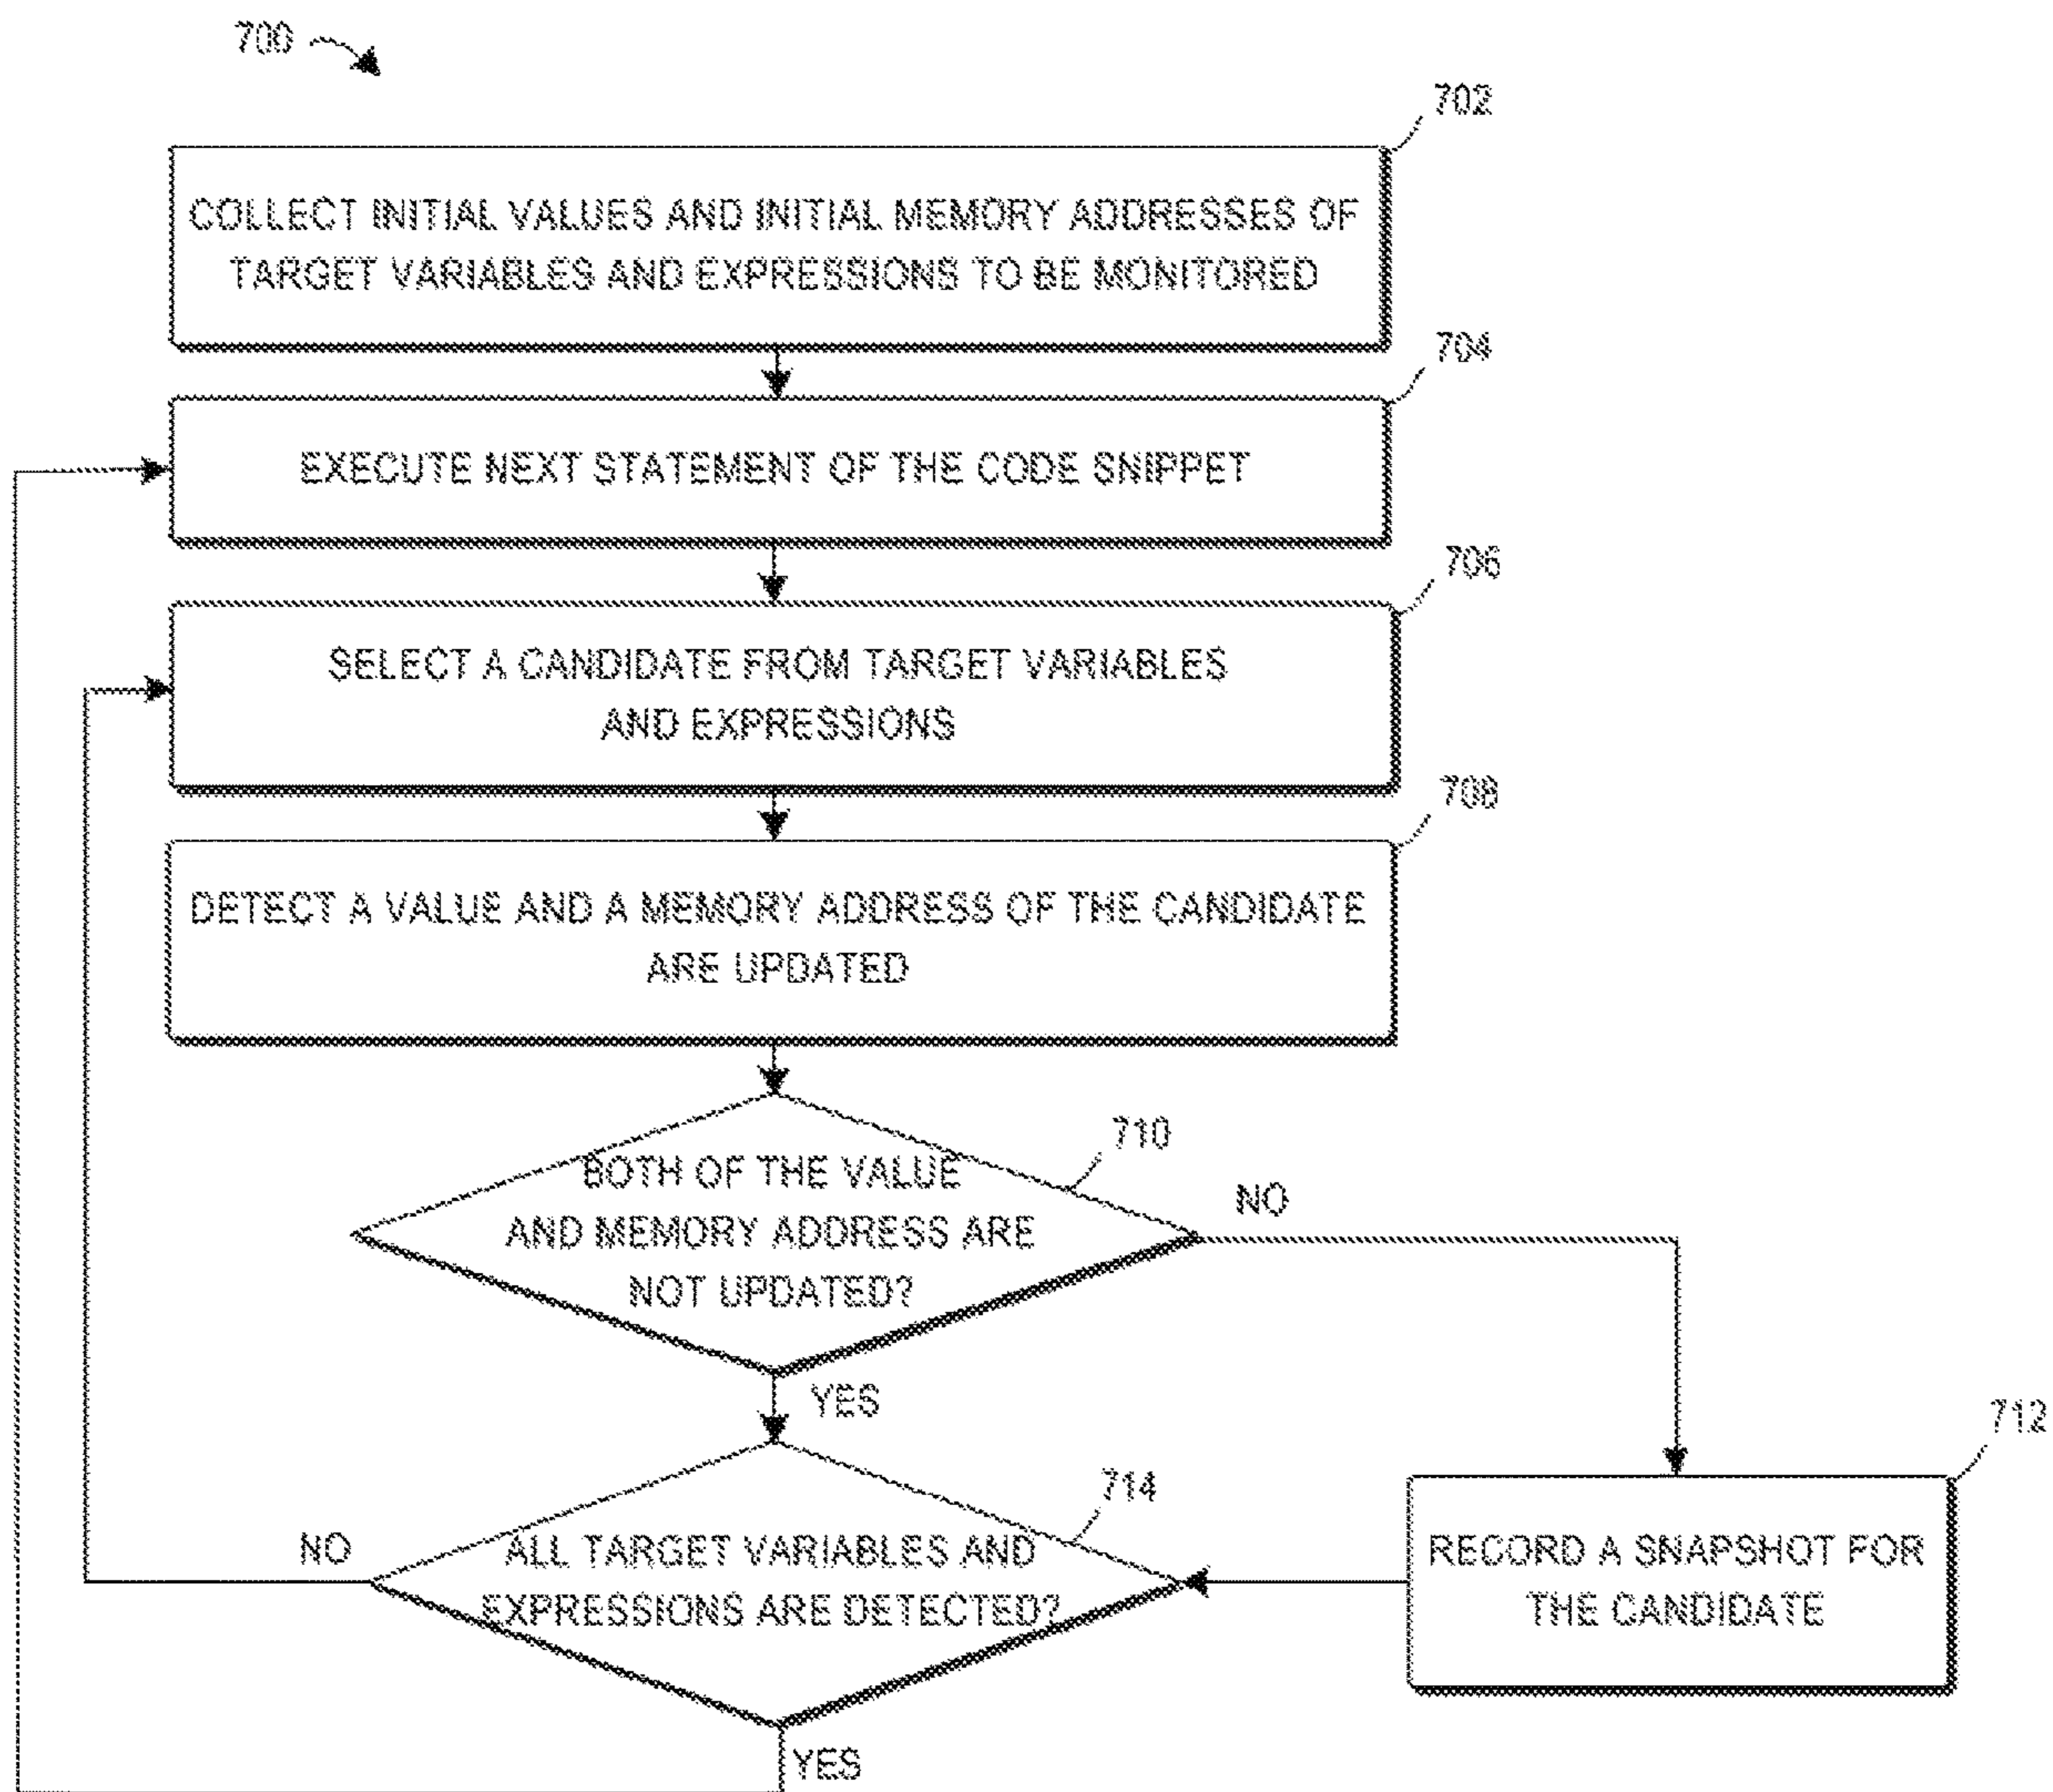 700
702
COLLECT INITIAL VALUES AND INITIAL MEMORY ADDRESSES OF
TARGET VARIABLES AND EXPRESSIONS TO BE MONITORED
704
EXECUTE NEXT STATEMENT OF THE CODE SNIPPET
706
SELECT A CANDIDATE FROM TARGET VARIABLES
AND EXPRESSIONS
708
DETECT A VALUE AND A MEMORY ADDRESS OF THE CANDIDATE
ARE UPDATED
710
BOTH OF THE VALUE
AND MEMORY ADDRESS ARE
NOT UPDATED?
NO
YES
712
RECORD A SNAPSHOT FOR
THE CANDIDATE
714
ALL TARGET VARIABLES AND
EXPRESSIONS ARE DETECTED?
NO
YES